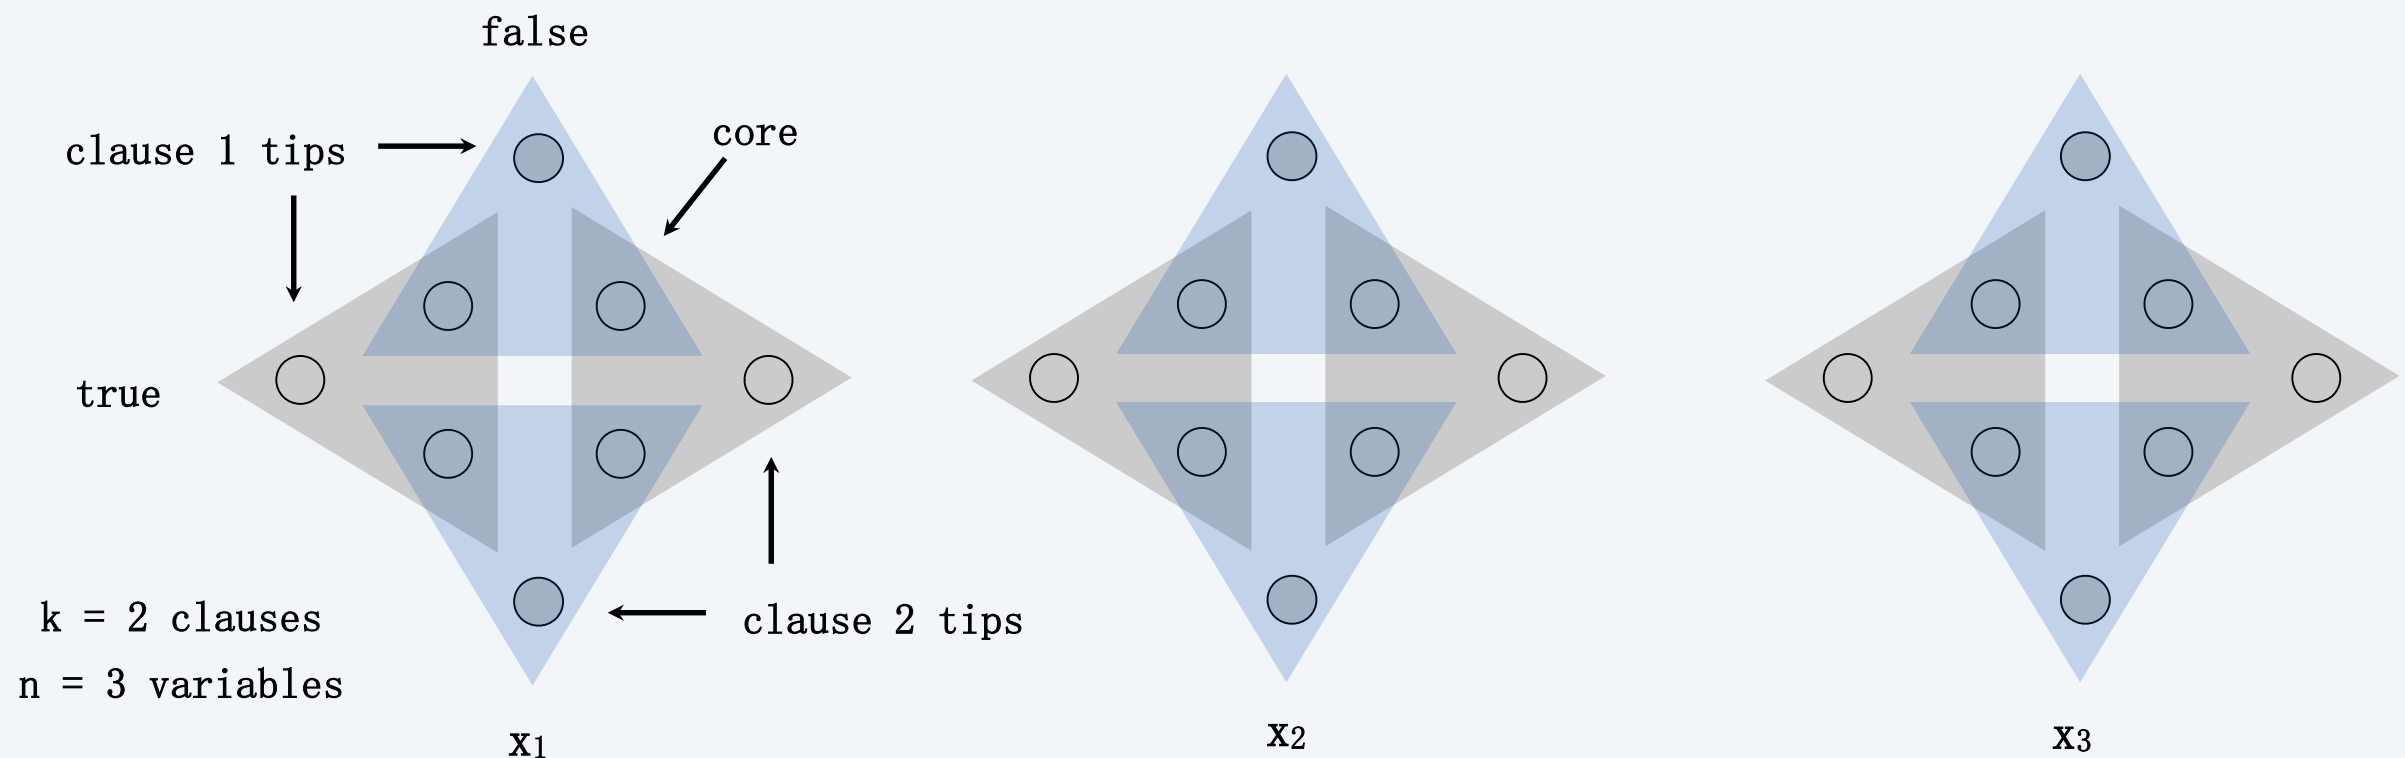 false
clause 1 tips
core
true
k = 2 clauses
clause 2 tips
n = 3 variables
x₁
x₂
x₃